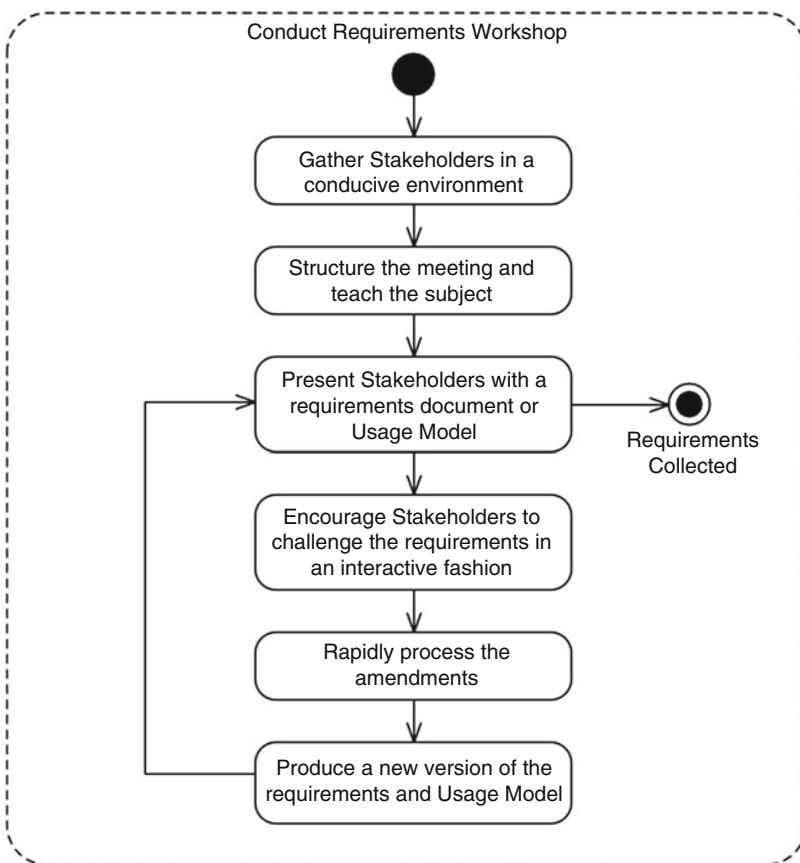 Conduct Requirements Workshop
Gather Stakeholders in a
conducive environment
Structure the meeting and
teach the subject
Present Stakeholders with a
requirements document or
Usage Model
Requirements
Collected
Encourage Stakeholders to
challenge the requirements in
an interactive fashion
Rapidly process the
amendments
Produce a new version of the
requirements and Usage Model